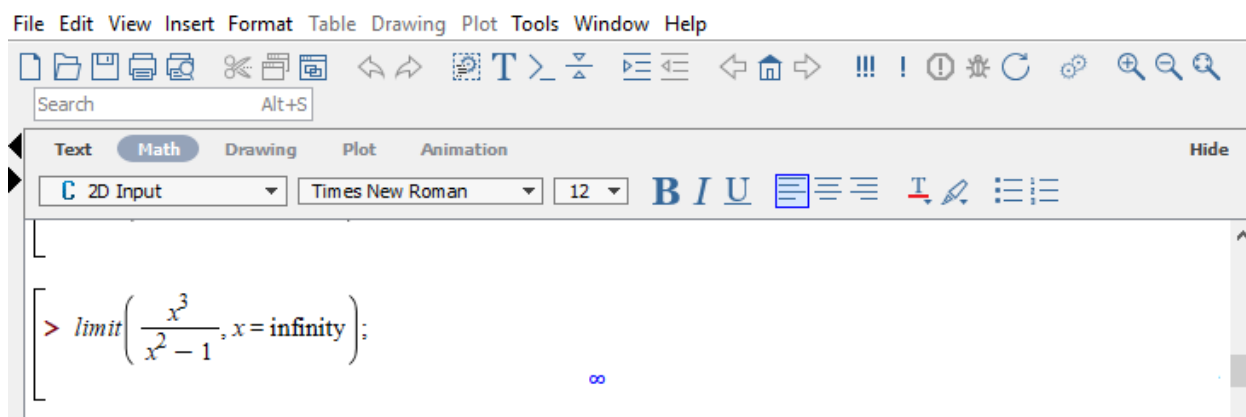 File Edit View Insert Format Table Drawing Plot Tools Window Help
Search Alt+S
Text Math Drawing Plot Animation Hide
C 2D Input Times New Roman 12 B I U
> limit( x^3 / (x^2 − 1), x = infinity );
∞